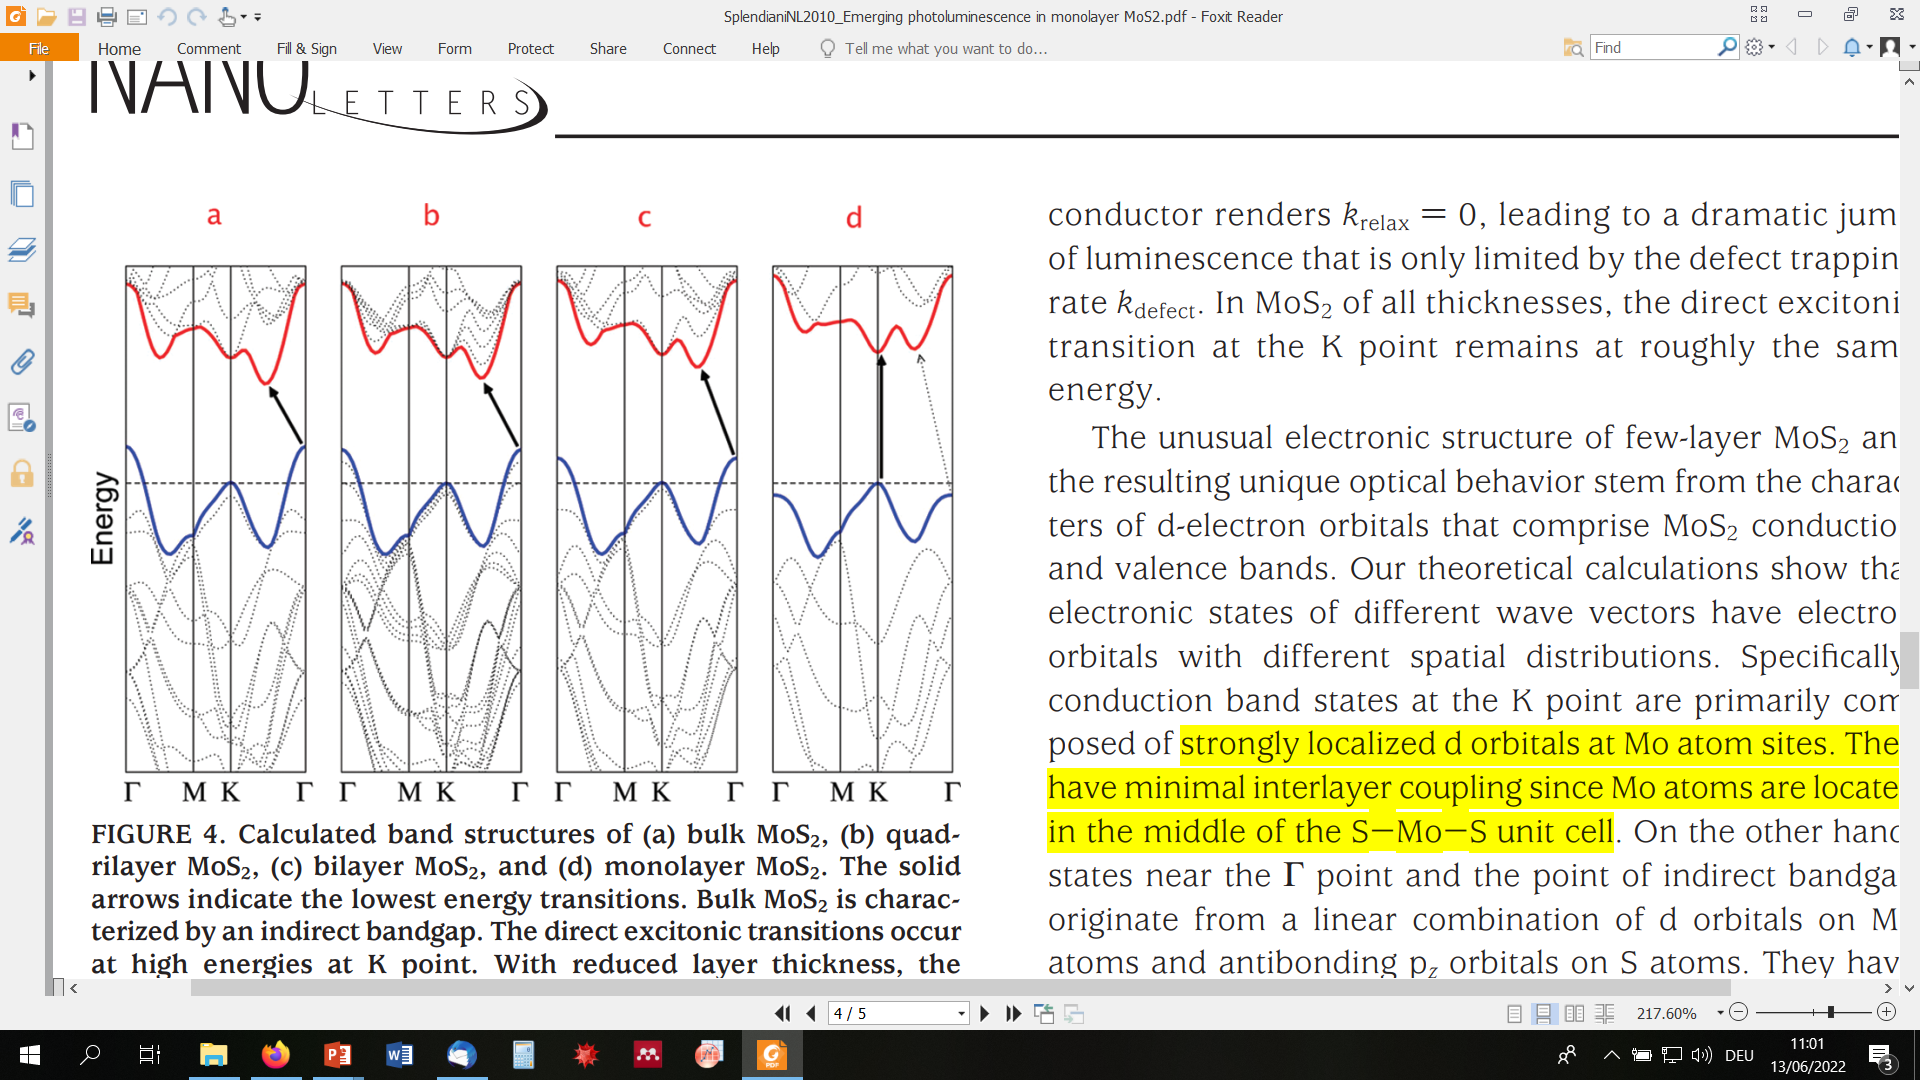 SplendianiNL2010_Emerging photoluminescence in monolayer MoS2.pdf - Foxit Reader
File Home Comment Fill & Sign View Form Protect Share Connect Help Tell me what you want to do... Find
NANO LETTERS
a b c d
Energy
Γ M K Γ Γ M K Γ Γ M K Γ Γ M K Γ
FIGURE 4. Calculated band structures of (a) bulk MoS₂, (b) quad-
rilayer MoS₂, (c) bilayer MoS₂, and (d) monolayer MoS₂. The solid
arrows indicate the lowest energy transitions. Bulk MoS₂ is charac-
terized by an indirect bandgap. The direct excitonic transitions occur
at high energies at K point. With reduced layer thickness, the
conductor renders k_relax = 0, leading to a dramatic jum
of luminescence that is only limited by the defect trappin
rate k_defect. In MoS₂ of all thicknesses, the direct excitoni
transition at the K point remains at roughly the sam
energy.
The unusual electronic structure of few-layer MoS₂ an
the resulting unique optical behavior stem from the charac
ters of d-electron orbitals that comprise MoS₂ conductio
and valence bands. Our theoretical calculations show tha
electronic states of different wave vectors have electro
orbitals with different spatial distributions. Specifically
conduction band states at the K point are primarily com
posed of strongly localized d orbitals at Mo atom sites. The
have minimal interlayer coupling since Mo atoms are locate
in the middle of the S−Mo−S unit cell. On the other hand
states near the Γ point and the point of indirect bandga
originate from a linear combination of d orbitals on M
atoms and antibonding p_z orbitals on S atoms. They hav
4 / 5
217.60%
DEU
11:01
13/06/2022
3